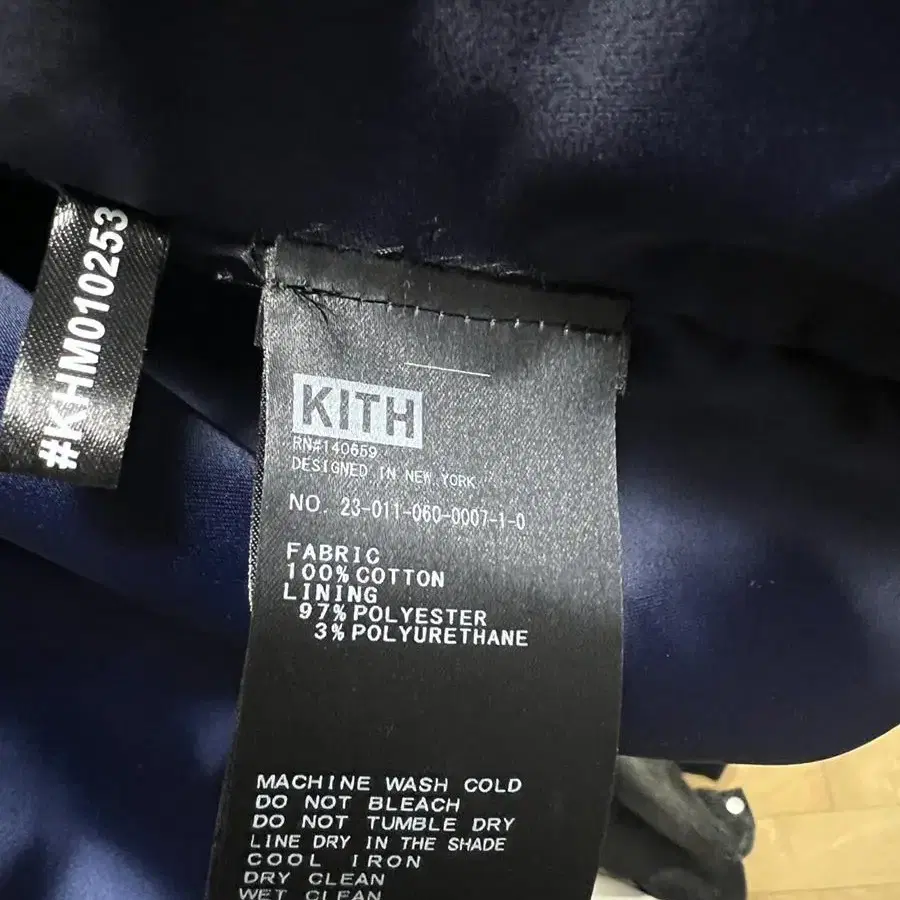 #KHM010253
KITH
RN#140659
DESIGNED IN NEW YORK
NO. 23-011-060-0007-1-0
FABRIC
100% COTTON
LINING
97% POLYESTER
3% POLYURETHANE
MACHINE WASH COLD
DO NOT BLEACH
DO NOT TUMBLE DRY
LINE DRY IN THE SHADE
COOL IRON
DRY CLEAN
WET CLEAN